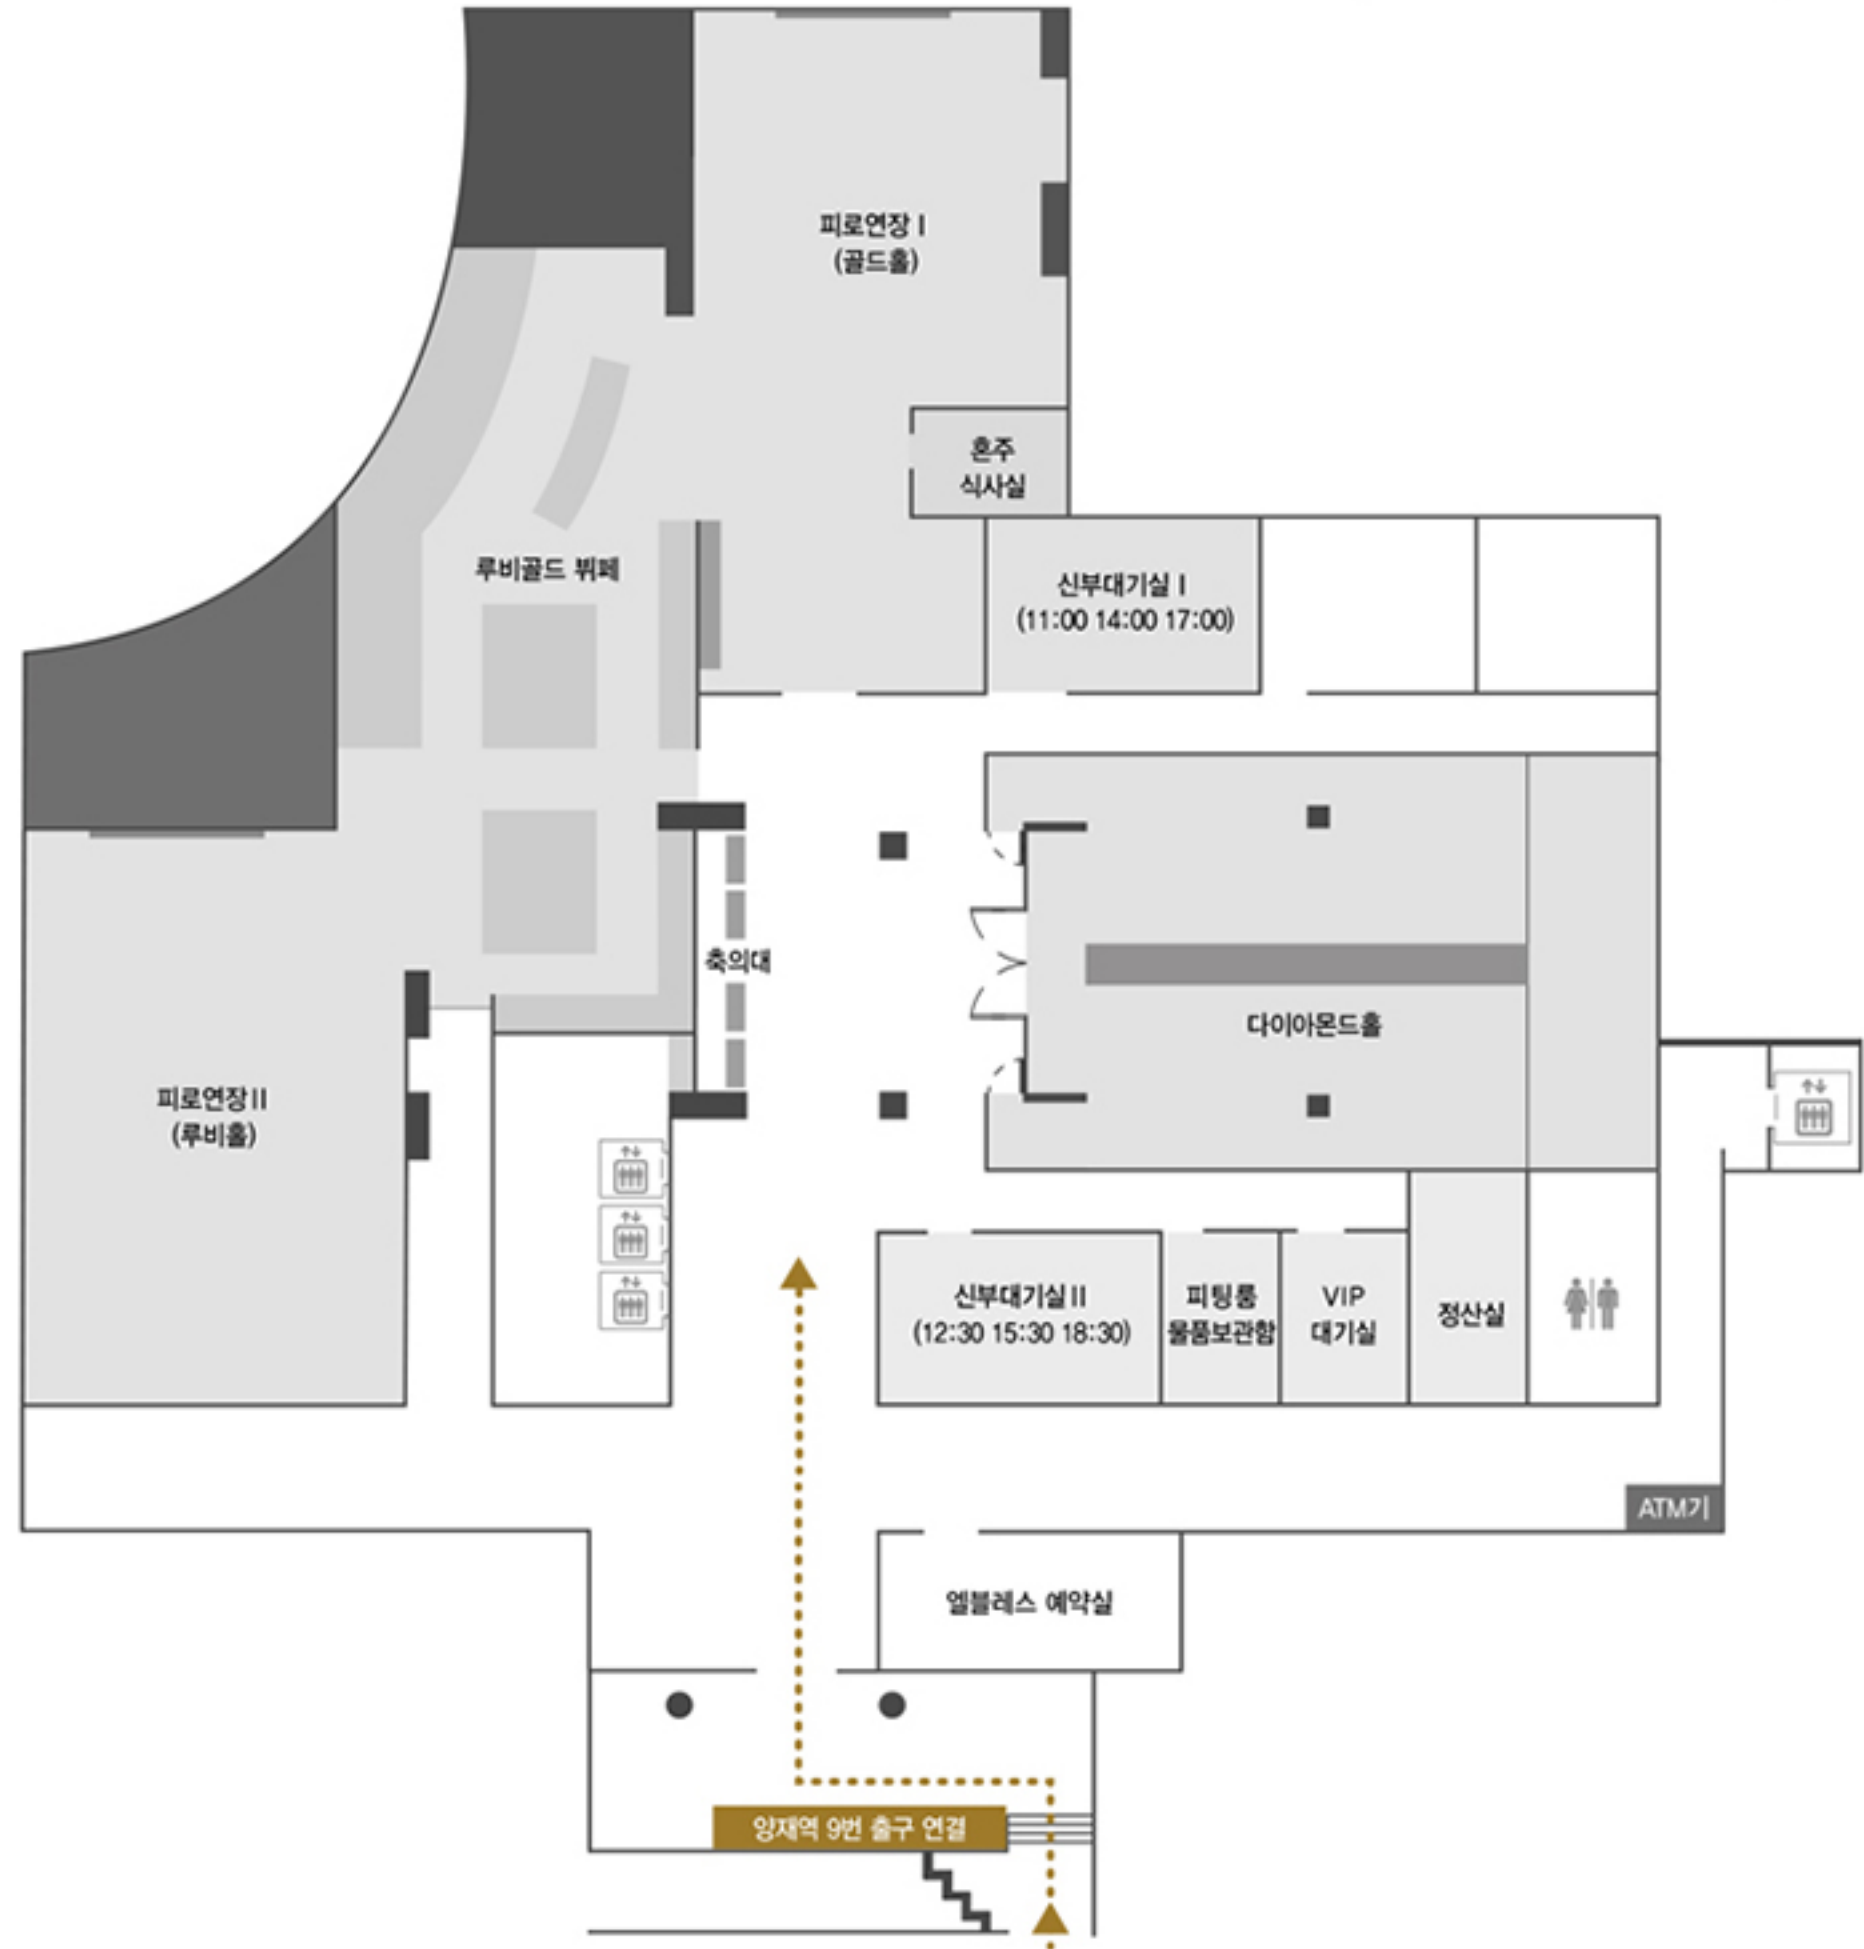 피로연장 Ⅰ
(골드홀)
혼주
식사실
루비골드 뷔페
신부대기실 Ⅰ
(11:00 14:00 17:00)
축의대
다이아몬드홀
피로연장Ⅱ
(루비홀)
신부대기실Ⅱ
(12:30 15:30 18:30)
피팅룸
물품보관함
VIP
대기실
정산실
ATM기
엘블레스 예약실
양재역 9번 출구 연결